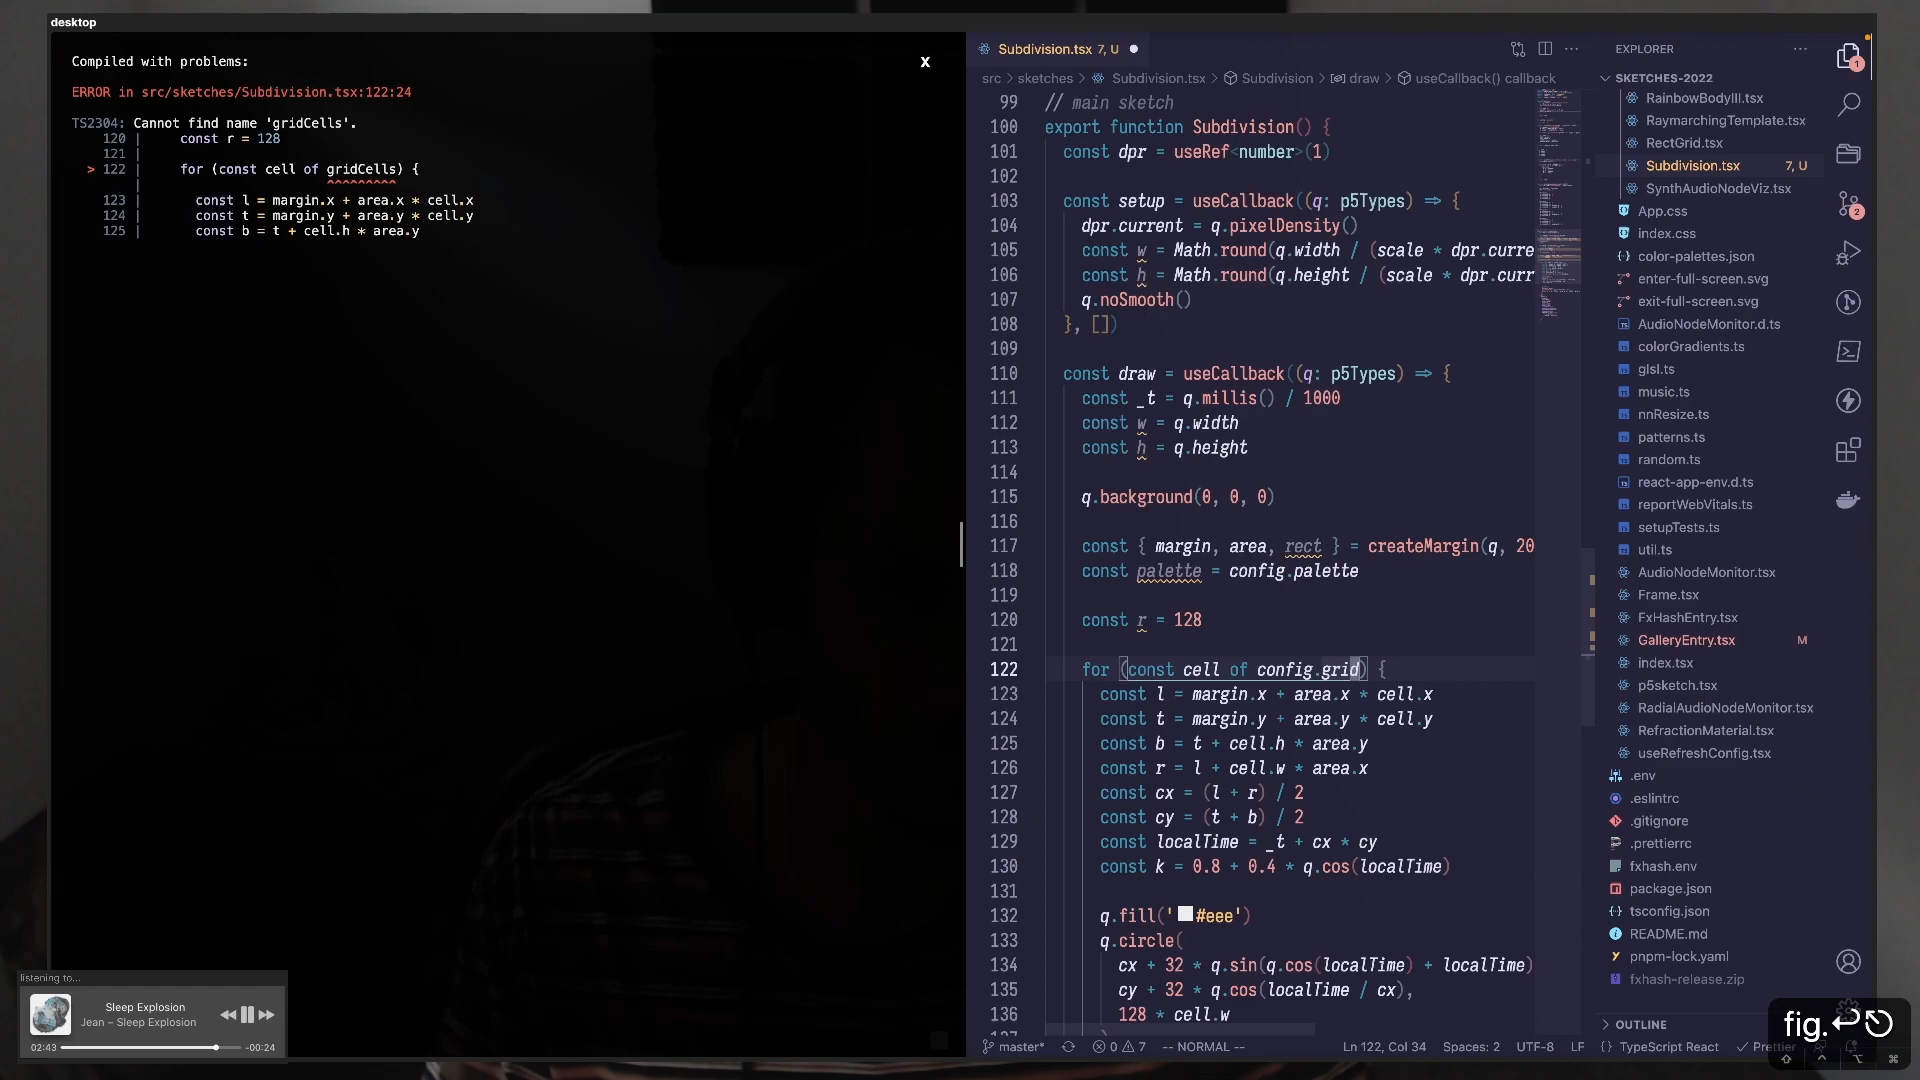 desktop
Compiled with problems:
X
ERROR in src/sketches/Subdivision.tsx:122:24
TS2304: Cannot find name 'gridCells'.
120 | const r = 128
121 |
> 122 | for (const cell of gridCells) {
| ^^^^^^^^^
123 | const l = margin.x + area.x * cell.x
124 | const t = margin.y + area.y * cell.y
125 | const b = t + cell.h * area.y
listening to...
Sleep Explosion
Jean – Sleep Explosion
02:43
-00:24
Subdivision.tsx 7, U
src > sketches > Subdivision.tsx > Subdivision > draw > useCallback() callback
99 // main sketch
100 export function Subdivision() {
101 const dpr = useRef<number>(1)
102
103 const setup = useCallback((q: p5Types) => {
104 dpr.current = q.pixelDensity()
105 const w = Math.round(q.width / (scale * dpr.curre
106 const h = Math.round(q.height / (scale * dpr.curr
107 q.noSmooth()
108 }, [])
109
110 const draw = useCallback((q: p5Types) => {
111 const _t = q.millis() / 1000
112 const w = q.width
113 const h = q.height
114
115 q.background(0, 0, 0)
116
117 const { margin, area, rect } = createMargin(q, 20
118 const palette = config.palette
119
120 const r = 128
121
122 for (const cell of config.grid) {
123 const l = margin.x + area.x * cell.x
124 const t = margin.y + area.y * cell.y
125 const b = t + cell.h * area.y
126 const r = l + cell.w * area.x
127 const cx = (l + r) / 2
128 const cy = (t + b) / 2
129 const localTime = _t + cx * cy
130 const k = 0.8 + 0.4 * q.cos(localTime)
131
132 q.fill('#eee')
133 q.circle(
134 cx + 32 * q.sin(q.cos(localTime) + localTime)
135 cy + 32 * q.cos(localTime / cx),
136 128 * cell.w
master*
0 7
-- NORMAL --
Ln 122, Col 34
Spaces: 2
UTF-8
LF
{} TypeScript React
Prettier
EXPLORER
SKETCHES-2022
RainbowBodyIII.tsx
RaymarchingTemplate.tsx
RectGrid.tsx
Subdivision.tsx 7, U
SynthAudioNodeViz.tsx
App.css
index.css
color-palettes.json
enter-full-screen.svg
exit-full-screen.svg
AudioNodeMonitor.d.ts
colorGradients.ts
glsl.ts
music.ts
nnResize.ts
patterns.ts
random.ts
react-app-env.d.ts
reportWebVitals.ts
setupTests.ts
util.ts
AudioNodeMonitor.tsx
Frame.tsx
FxHashEntry.tsx
GalleryEntry.tsx M
index.tsx
p5sketch.tsx
RadialAudioNodeMonitor.tsx
RefractionMaterial.tsx
useRefreshConfig.tsx
.env
.eslintrc
.gitignore
.prettierrc
fxhash.env
package.json
tsconfig.json
README.md
pnpm-lock.yaml
fxhash-release.zip
OUTLINE
1
2
fig.